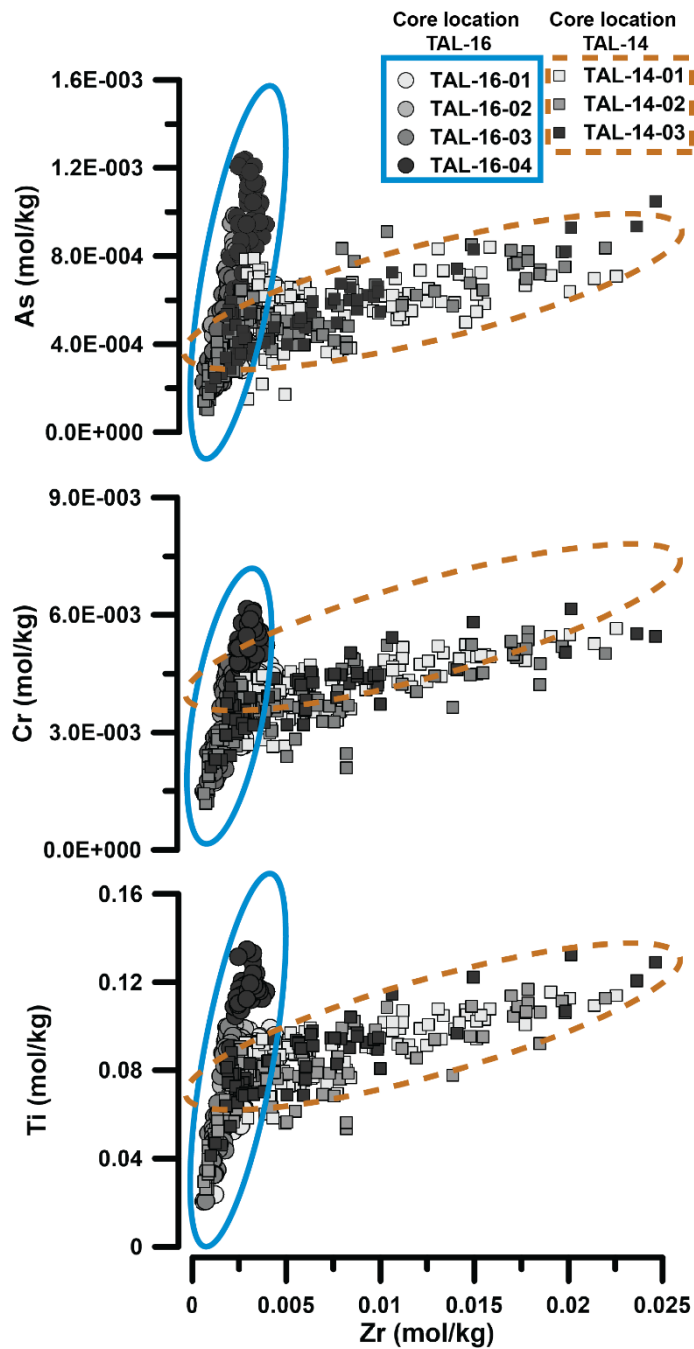 Core location
TAL-16
Core location
TAL-14
TAL-16-01
TAL-16-02
TAL-16-03
TAL-16-04
TAL-14-01
TAL-14-02
TAL-14-03
As (mol/kg)
1.6E-003
1.2E-003
8.0E-004
4.0E-004
0.0E+000
Cr (mol/kg)
9.0E-003
6.0E-003
3.0E-003
0.0E+000
Ti (mol/kg)
0.16
0.12
0.08
0.04
0
0 0.005 0.01 0.015 0.02 0.025
Zr (mol/kg)